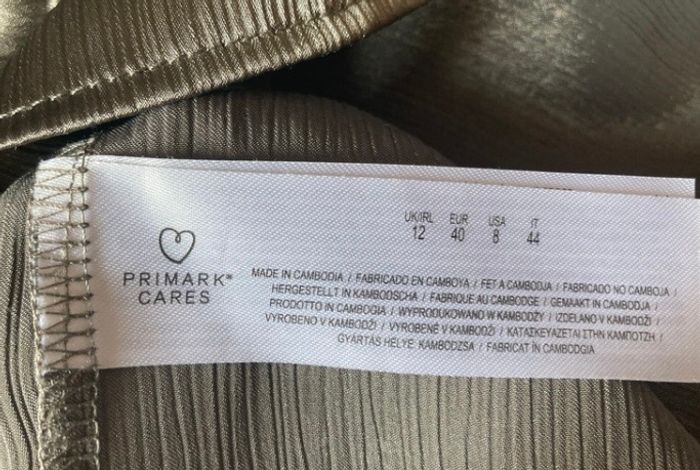 PRIMARK®
CARES
UK/IRL EUR USA IT
12 40 8 44
MADE IN CAMBODIA / FABRICADO EN CAMBOYA / FET A CAMBODJA / FABRICADO NO CAMBOJA /
HERGESTELLT IN KAMBODSCHA / FABRIQUE AU CAMBODGE / GEMAAKT IN CAMBODJA /
PRODOTTO IN CAMBOGIA / WYPRODUKOWANO W KAMBODŻY / IZDELANO V KAMBODŽI /
VYROBENO V KAMBODŽI / VYROBENÉ V KAMBODŽI / ΚΑΤΑΣΚΕΥΑΖΕΤΑΙ ΣΤΗΝ ΚΑΜΠΟΤΖΗ /
GYÁRTÁS HELYE: KAMBODZSA / FABRICAT ÎN CAMBODGIA